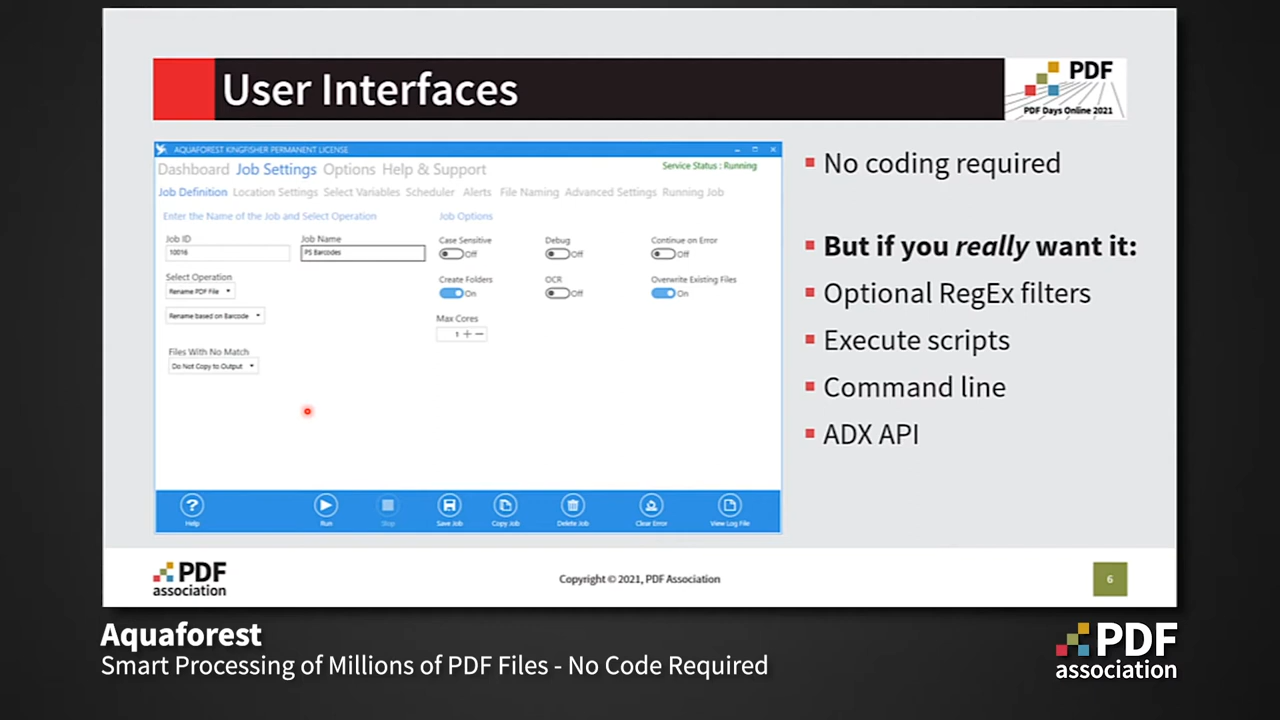 User Interfaces
PDF
PDF Days Online 2021
AQUAFOREST KINGFISHER PERMANENT LICENSE
Dashboard Job Settings Options Help & Support
Service Status : Running
Job Definition Location Settings Select Variables Scheduler Alerts File Naming Advanced Settings Running Job
Enter the Name of the Job and Select Operation
Job Options
Job ID
Job Name
10016
PS Barcodes
Case Sensitive
Debug
Continue on Error
Off
Off
Off
Select Operation
Rename PDF File
Rename based on Barcode
Create Folders
OCR
Overwrite Existing Files
On
Off
On
Max Cores
1
Files With No Match
Do Not Copy to Output
Help
Run
Stop
Save Job
Copy Job
Delete Job
Clear Error
View Log File
No coding required
But if you really want it:
Optional RegEx filters
Execute scripts
Command line
ADX API
PDF
association
Copyright © 2021, PDF Association
6
Aquaforest
Smart Processing of Millions of PDF Files - No Code Required
PDF
association